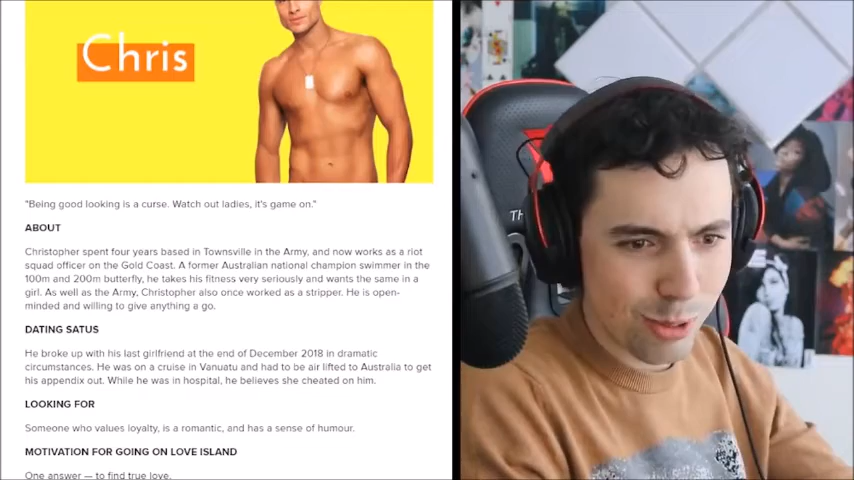 Chris
"Being good looking is a curse. Watch out ladies, it's game on."
ABOUT
Christopher spent four years based in Townsville in the Army, and now works as a riot
squad officer on the Gold Coast. A former Australian national champion swimmer in the
100m and 200m butterfly, he takes his fitness very seriously and wants the same in a
girl. As well as the Army, Christopher also once worked as a stripper. He is open-
minded and willing to give anything a go.
DATING SATUS
He broke up with his last girlfriend at the end of December 2018 in dramatic
circumstances. He was on a cruise in Vanuatu and had to be air lifted to Australia to get
his appendix out. While he was in hospital, he believes she cheated on him.
LOOKING FOR
Someone who values loyalty, is a romantic, and has a sense of humour.
MOTIVATION FOR GOING ON LOVE ISLAND
One answer — to find true love.
TH